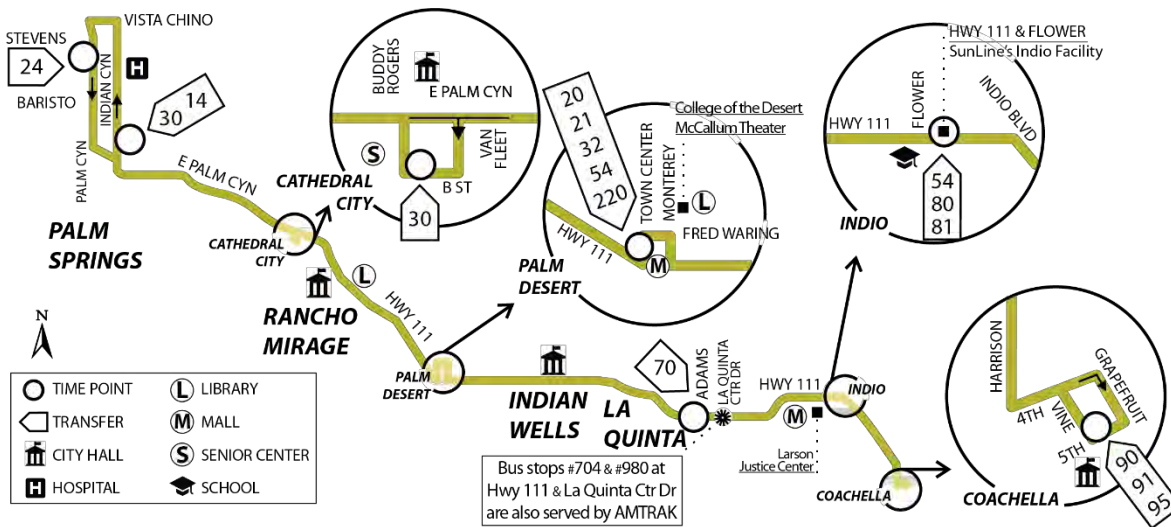 VISTA CHINO
STEVENS
24
BARISTO
INDIAN CYN
H
14
30
PALM CYN
E PALM CYN
PALM
SPRINGS
CATHEDRAL
CITY
BUDDY
ROGERS
E PALM CYN
VAN
FLEET
S
B ST
CATHEDRAL
CITY
30
L
RANCHO
MIRAGE
HWY 111
20
21
32
54
220
College of the Desert
McCallum Theater
TOWN CENTER
MONTEREY
L
FRED WARING
HWY 111
M
PALM
DESERT
PALM
DESERT
INDIAN
WELLS
70
ADAMS
LA QUINTA
CTR DR
LA
QUINTA
HWY 111
M
Larson
Justice Center
Bus stops #704 & #980 at
Hwy 111 & La Quinta Ctr Dr
are also served by AMTRAK
HWY 111 & FLOWER
SunLine's Indio Facility
FLOWER
HWY 111
INDIO BLVD
54
80
81
INDIO
INDIO
COACHELLA
HARRISON
GRAPEFRUIT
4TH
VINE
5TH
90
91
95
COACHELLA
N
TIME POINT
TRANSFER
CITY HALL
H HOSPITAL
L LIBRARY
M MALL
S SENIOR CENTER
SCHOOL